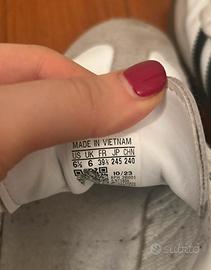 MADE IN VIETNAM
US UK FR JP CHN
6½ 6 39⅓ 245 240
10/23
subito